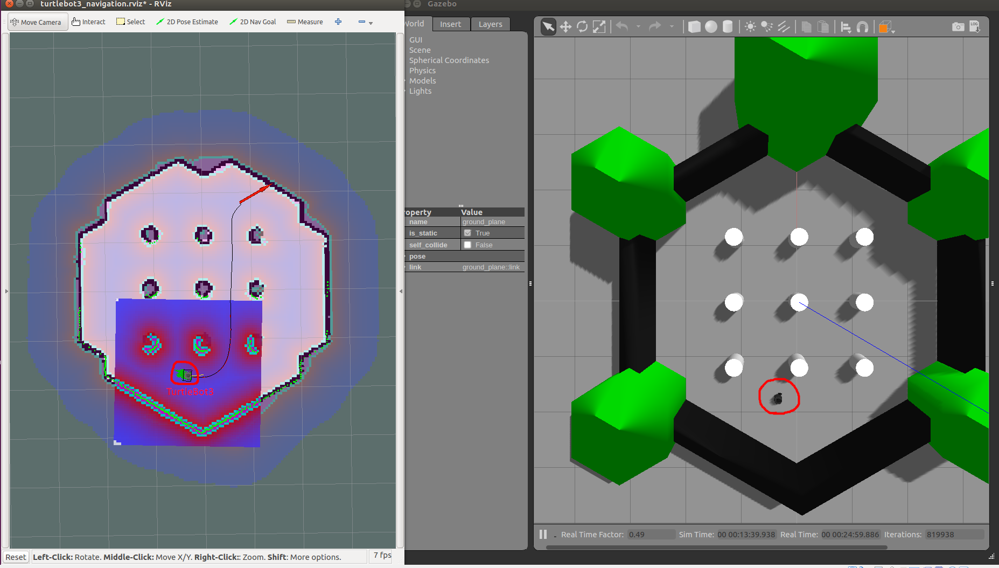 turtlebot3_navigation.rviz* - RViz
Move Camera Interact Select 2D Pose Estimate 2D Nav Goal Measure
TurtleBot3
Reset Left-Click: Rotate. Middle-Click: Move X/Y. Right-Click:: Zoom. Shift: More options. 7 fps
Gazebo
World Insert Layers
GUI
Scene
Spherical Coordinates
Physics
Models
Lights
roperty Value
name ground_plane
is_static True
self_collide False
pose
link ground_plane::link
LOG
Real Time Factor: 0.49 Sim Time: 00 00:13:39.938 Real Time: 00 00:24:59.886 Iterations: 819938